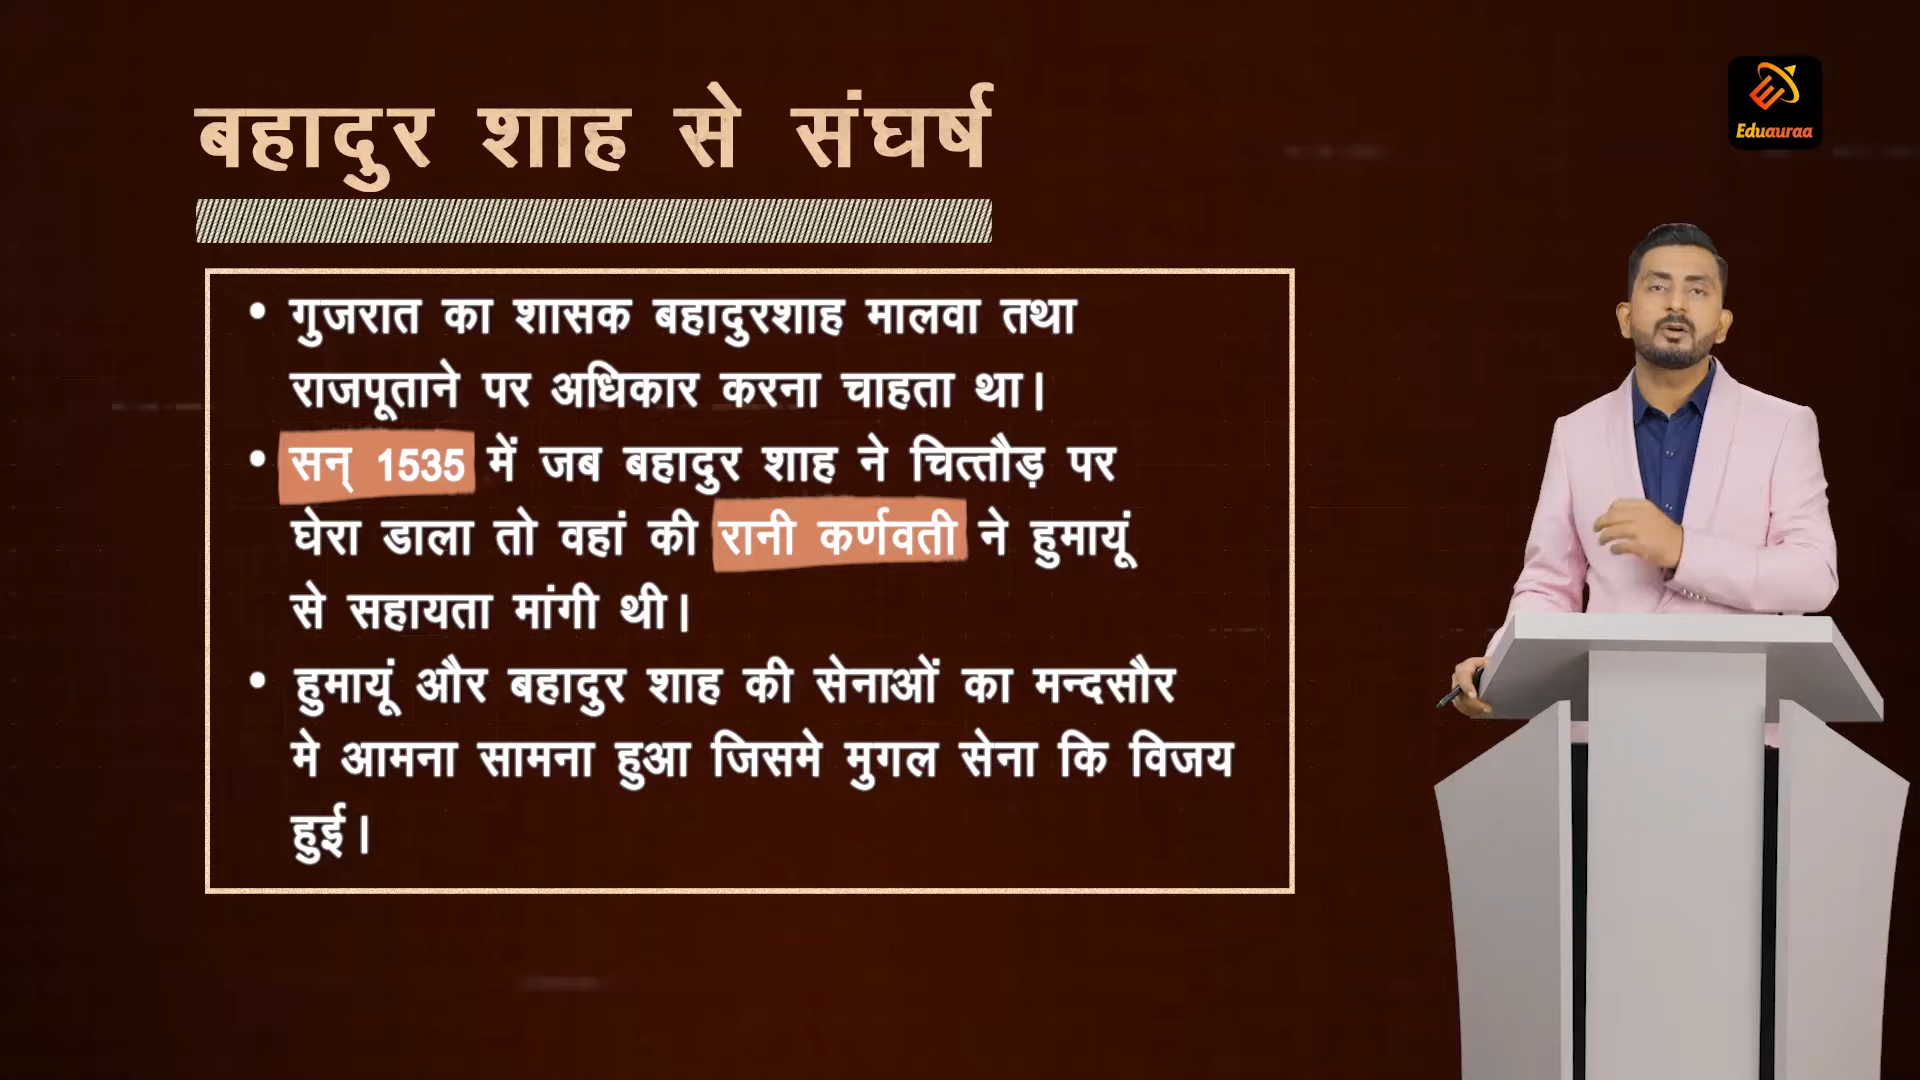 बहादुर शाह से संघर्ष
Eduauraa
• गुजरात का शासक बहादुरशाह मालवा तथा
राजपूताने पर अधिकार करना चाहता था।
• सन् 1535 में जब बहादुर शाह ने चित्तौड़ पर
घेरा डाला तो वहां की रानी कर्णवती ने हुमायूं
से सहायता मांगी थी।
• हुमायूं और बहादुर शाह की सेनाओं का मन्दसौर
मे आमना सामना हुआ जिसमे मुगल सेना कि विजय
हुई।